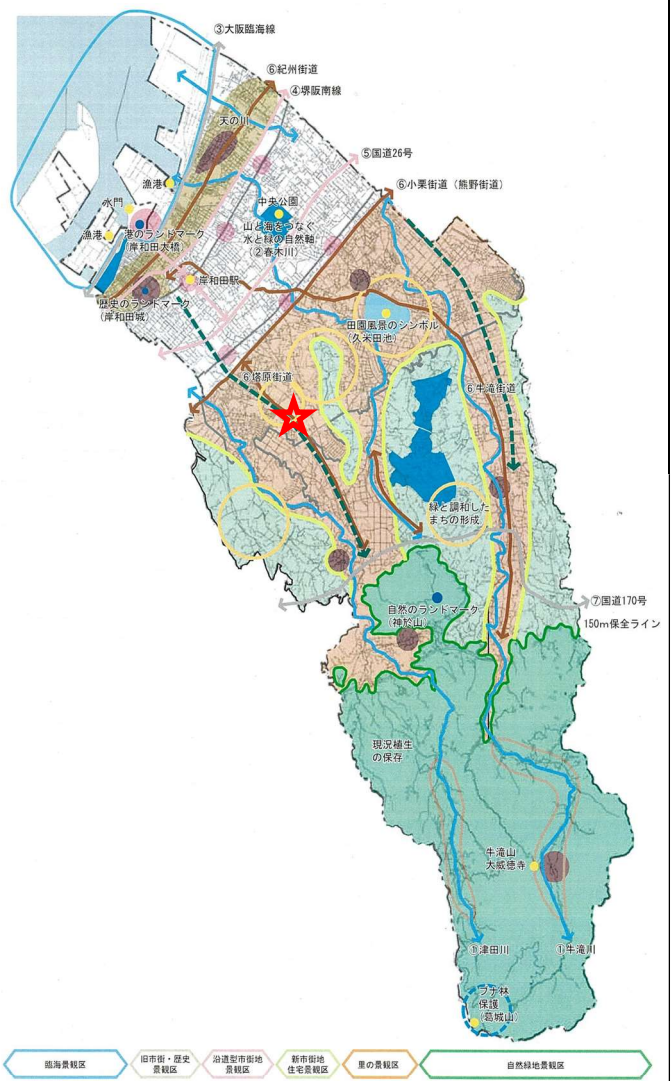 ③大阪臨海線
⑥紀州街道
④堺阪南線
天の川
⑤国道26号
漁港
⑥小栗街道（熊野街道）
水門
中央公園
漁港
港のランドマーク
（岸和田大橋）
山と海をつなぐ
水と緑の自然軸
（②春木川）
岸和田駅
歴史のランドマーク
（岸和田城）
田園風景のシンボル
（久米田池）
6 塔原街道
6 牛滝街道
緑と調和した
まちの形成
⑦国道170号
自然のランドマーク
（神於山）
150m保全ライン
現況植生
の保存
牛滝山
大威徳寺
①津田川
①牛滝川
ブナ林
保護
（葛城山）
臨海景観区
旧市街・歴史
景観区
沿道型市街地
景観区
新市街地
住宅景観区
里の景観区
自然緑地景観区